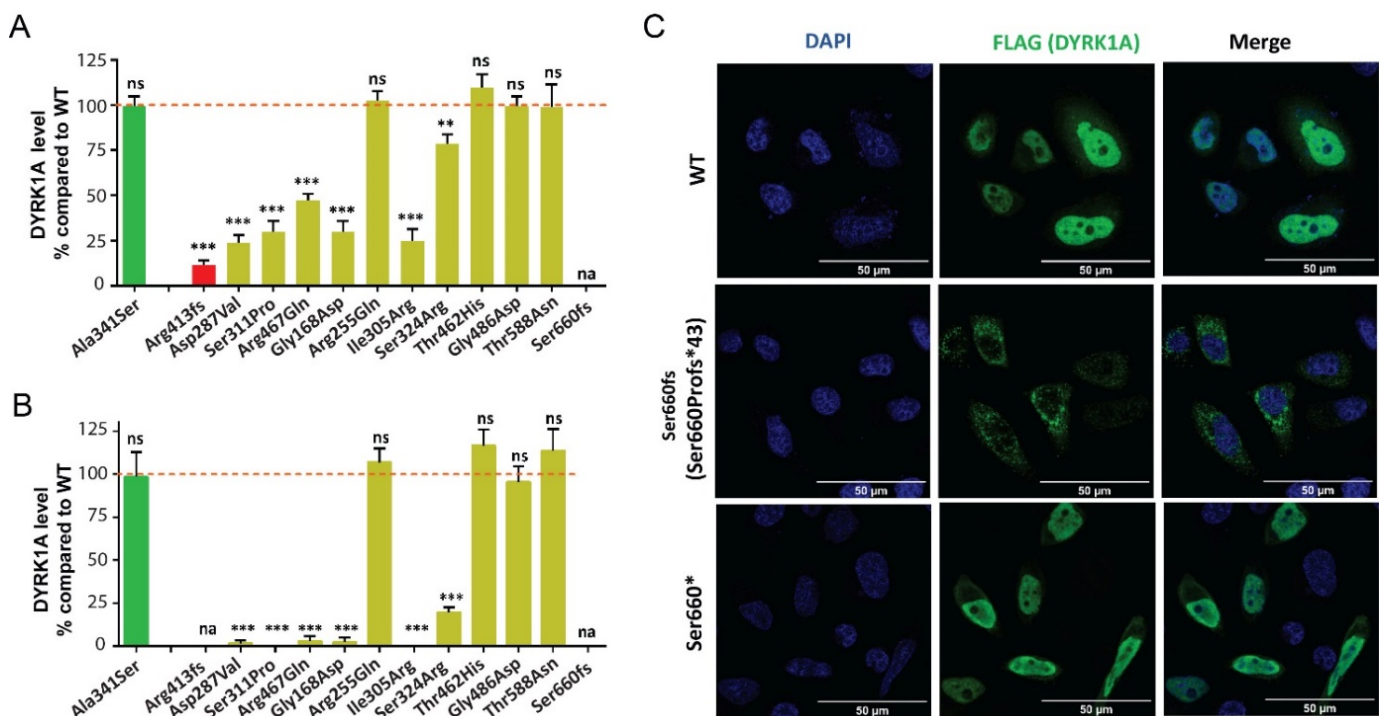 A
DYRK1A level
% compared to WT
125
100
75
50
25
0
ns
***
***
***
***
***
ns
***
**
ns
ns
ns
na
Ala341Ser
Arg413fs
Asp287Val
Ser311Pro
Arg467Gln
Gly168Asp
Arg255Gln
Ile305Arg
Ser324Arg
Thr462His
Gly486Asp
Thr588Asn
Ser660fs
B
DYRK1A level
% compared to WT
125
100
75
50
25
0
ns
na
***
***
***
***
ns
***
***
ns
ns
ns
na
Ala341Ser
Arg413fs
Asp287Val
Ser311Pro
Arg467Gln
Gly168Asp
Arg255Gln
Ile305Arg
Ser324Arg
Thr462His
Gly486Asp
Thr588Asn
Ser660fs
C
DAPI
FLAG (DYRK1A)
Merge
WT
50 μm
50 μm
50 μm
Ser660fs
(Ser660Profs*43)
50 μm
50 μm
50 μm
Ser660*
50 μm
50 μm
50 μm